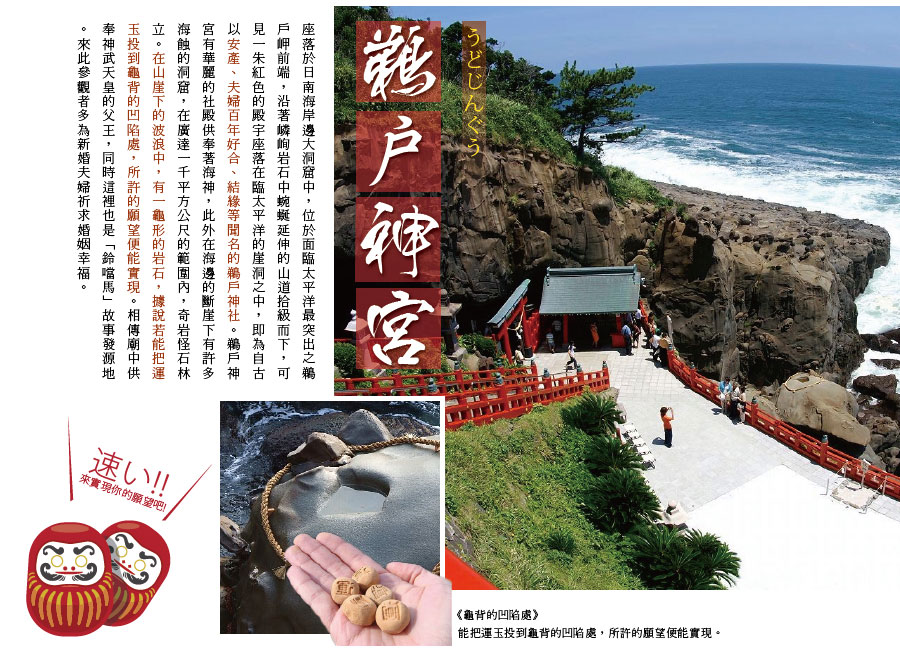 鵜戶神宮
うどじんぐう
座落於日南海岸邊大洞窟中，位於面臨太平洋最突出之鵜
戶岬前端，沿著嶙峋岩石中蜿蜒延伸的山道拾級而下，可
見一朱紅色的殿宇座落在臨太平洋的崖洞之中，即為自古
以安產、夫婦百年好合、結緣等聞名的鵜戶神社。鵜戶神
宮有華麗的社殿供奉著海神，此外在海邊的斷崖下有許多
海蝕的洞窟，在廣達一千平方公尺的範圍內，奇岩怪石林
立。在山崖下的波浪中，有一龜形的岩石，據說若能把運
玉投到龜背的凹陷處，所許的願望便能實現。相傳廟中供
奉神武天皇的父王，同時這裡也是「鈴噹馬」故事發源地
。來此參觀者多為新婚夫婦祈求婚姻幸福。
速い!!
來實現你的願望吧!
《龜背的凹陷處》
能把運玉投到龜背的凹陷處，所許的願望便能實現。